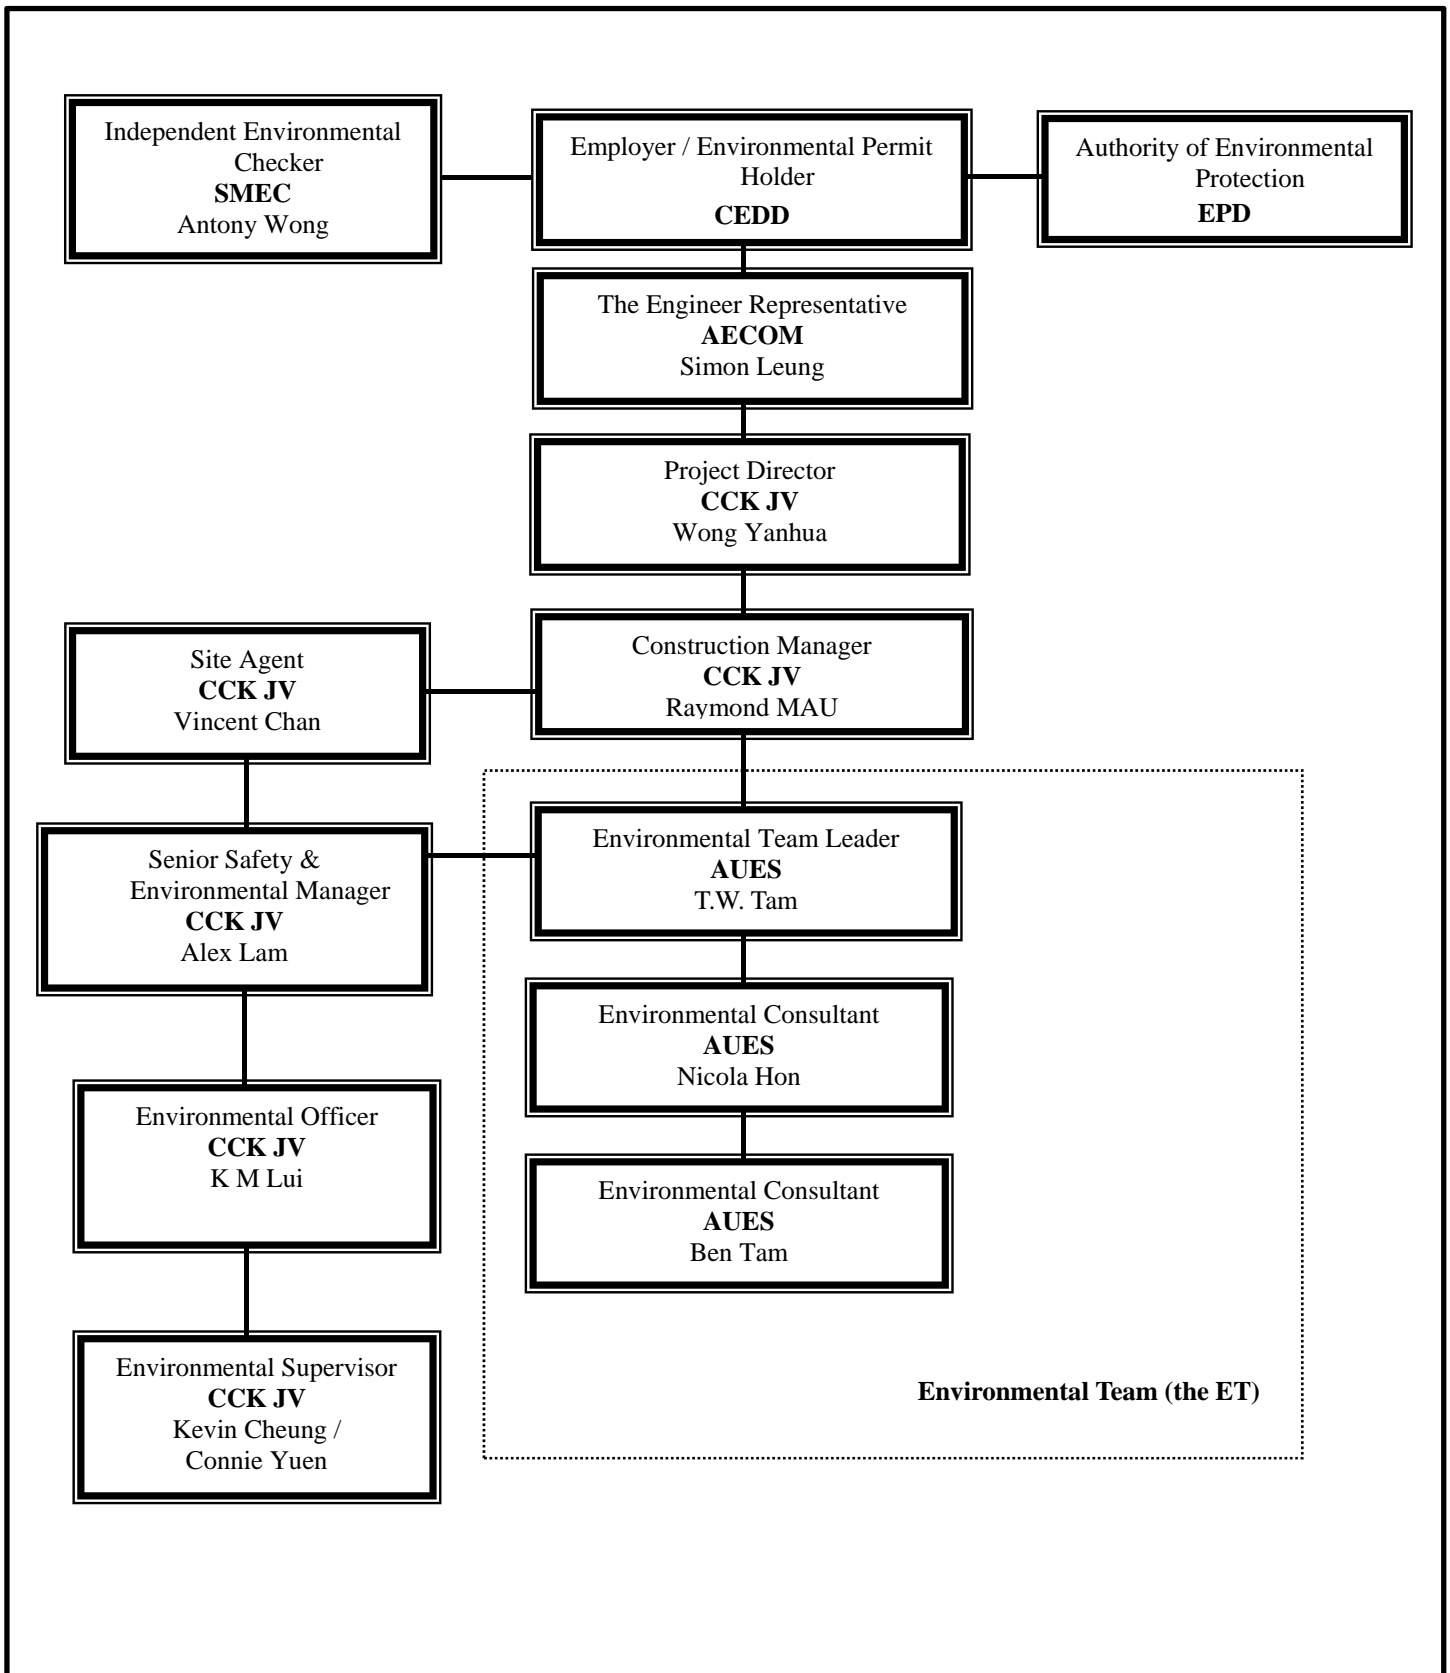 Independent Environmental
Checker
SMEC
Antony Wong
Employer / Environmental Permit
Holder
CEDD
Authority of Environmental
Protection
EPD
The Engineer Representative
AECOM
Simon Leung
Project Director
CCK JV
Wong Yanhua
Site Agent
CCK JV
Vincent Chan
Construction Manager
CCK JV
Raymond MAU
Senior Safety &
Environmental Manager
CCK JV
Alex Lam
Environmental Team Leader
AUES
T.W. Tam
Environmental Consultant
AUES
Nicola Hon
Environmental Officer
CCK JV
K M Lui
Environmental Consultant
AUES
Ben Tam
Environmental Supervisor
CCK JV
Kevin Cheung /
Connie Yuen
Environmental Team (the ET)